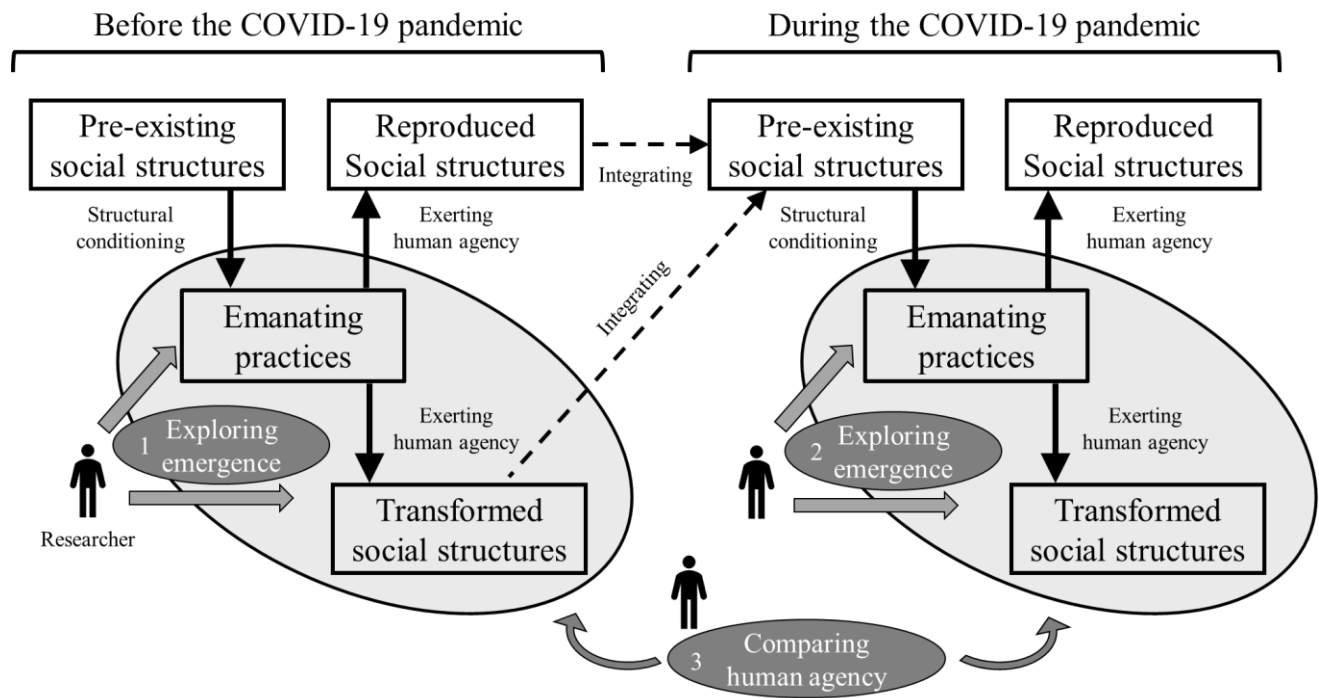 Before the COVID-19 pandemic
During the COVID-19 pandemic
Pre-existing
social structures
Reproduced
Social structures
Integrating
Pre-existing
social structures
Reproduced
Social structures
Structural
conditioning
Exerting
human agency
Structural
conditioning
Exerting
human agency
Integrating
Emanating
practices
Emanating
practices
Exerting
human agency
Exerting
human agency
1 Exploring
emergence
2 Exploring
emergence
Researcher
Transformed
social structures
Transformed
social structures
3 Comparing
human agency